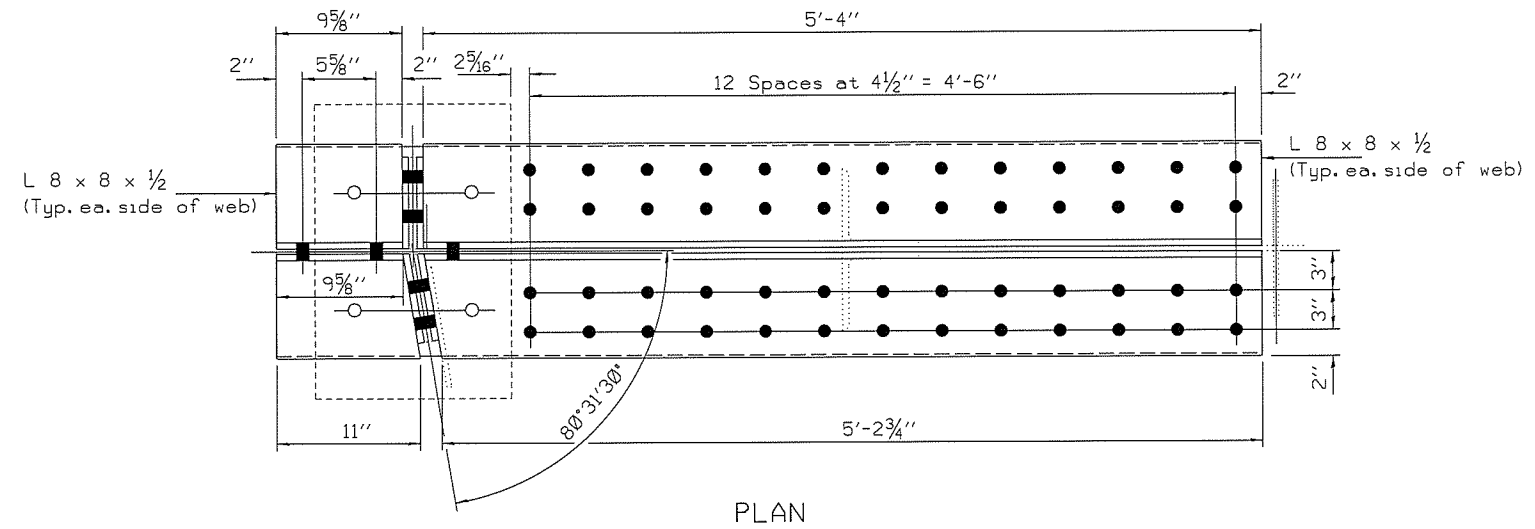 9⅝″
5′-4″
2″
5⅝″
2″
2 5/16″
12 Spaces at 4½″ = 4′-6″
2″
L 8 × 8 × ½
(Typ. ea. side of web)
L 8 × 8 × ½
(Typ. ea. side of web)
9⅝″
3″
3″
2″
80°31′30″
11″
5′-2¾″
PLAN